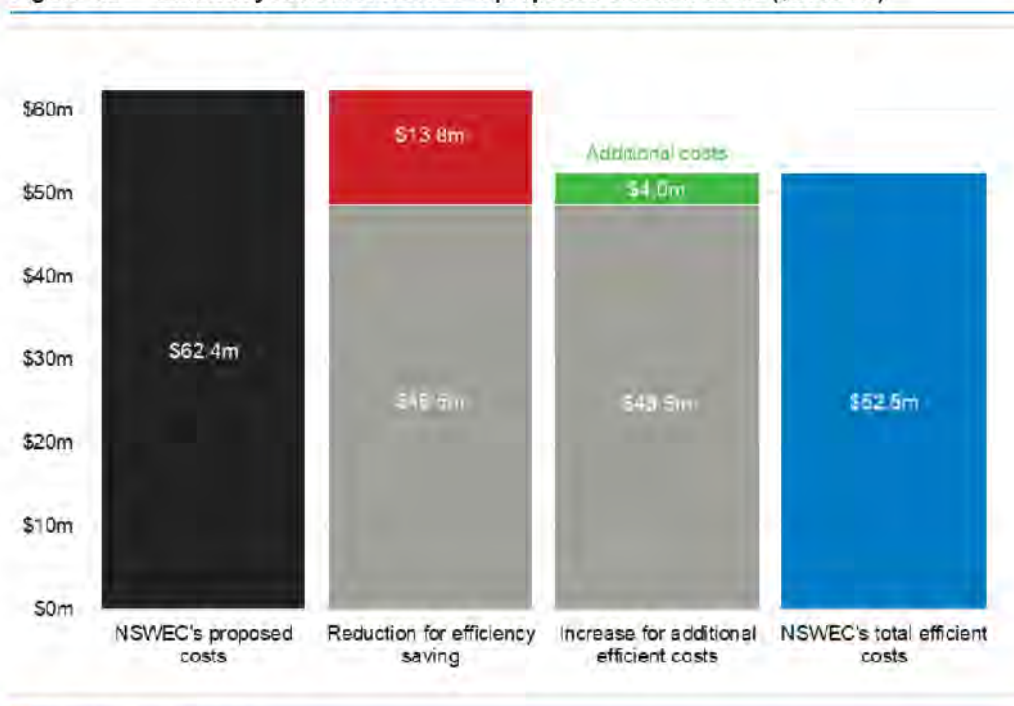 $60m
$50m
$40m
$30m
$20m
$10m
$0m
$62.4m
$13.8m
Additional costs
$4.0m
$52.5m
NSWEC's proposed
costs
Reduction for efficiency
saving
Increase for additional
efficient costs
NSWEC's total efficient
costs